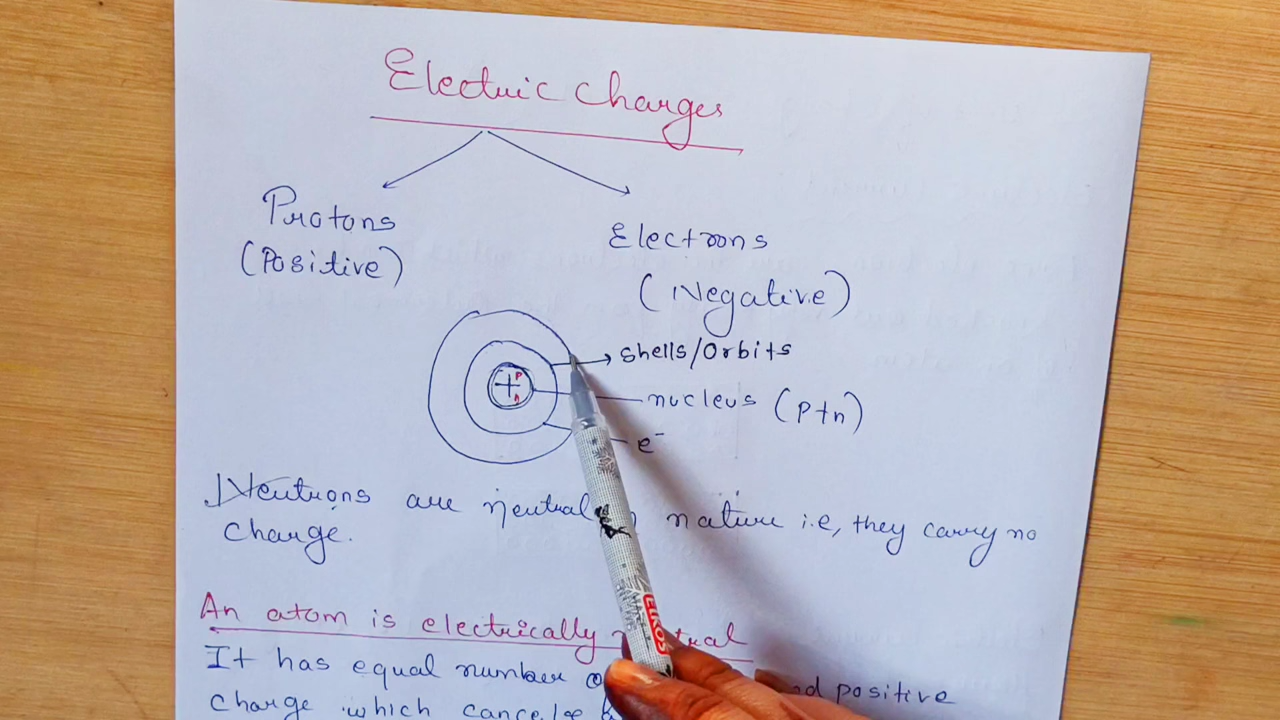 Electric Charges
Protons
(Positive)
Electrons
(Negative)
shells/Orbits
nucleus (P+n)
e⁻
P
n
+
Neutrons are neutral nature i.e, they carry no
charge.
An atom is electrically
It has equal number positive
charge which cancels